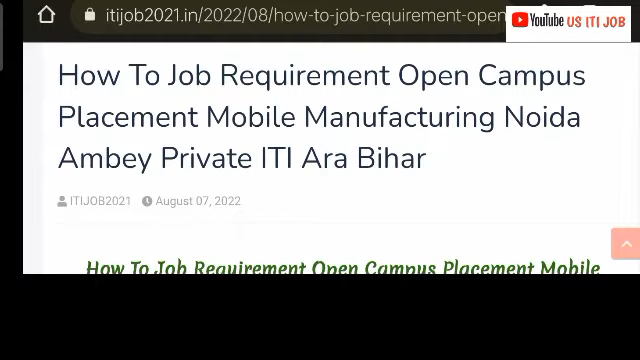 itijob2021.in/2022/08/how-to-job-requirement-open
YouTube US ITI JOB
How To Job Requirement Open Campus
Placement Mobile Manufacturing Noida
Ambey Private ITI Ara Bihar
ITIJOB2021 August 07, 2022
How To Job Requirement Open Campus Placement Mobile